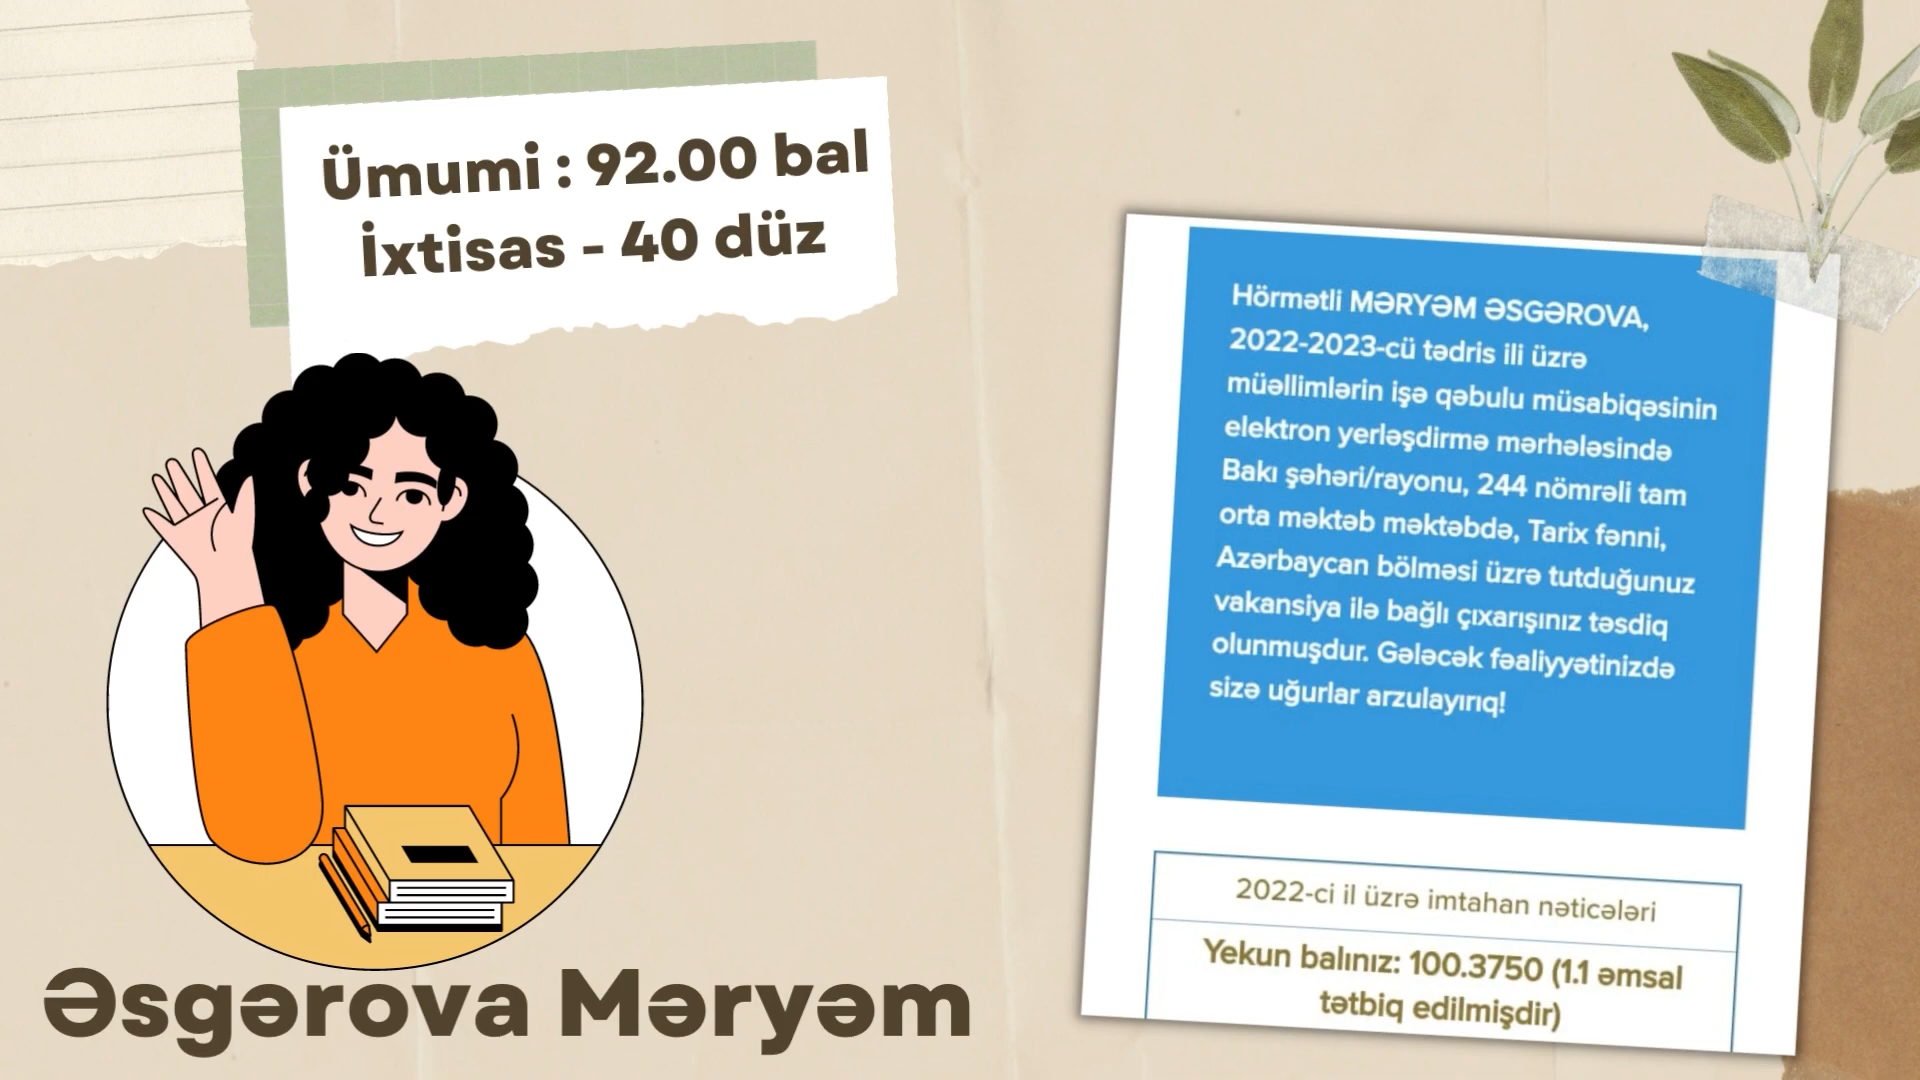 Ümumi : 92.00 bal
İxtisas - 40 düz
Hörmətli MƏRYƏM ƏSGƏROVA,
2022-2023-cü tədris ili üzrə
müəllimlərin işə qəbulu müsabiqəsinin
elektron yerləşdirmə mərhələsində
Bakı şəhəri/rayonu, 244 nömrəli tam
orta məktəb məktəbdə, Tarix fənni,
Azərbaycan bölməsi üzrə tutduğunuz
vakansiya ilə bağlı çıxarışınız təsdiq
olunmuşdur. Gələcək fəaliyyətinizdə
sizə uğurlar arzulayırıq!
2022-ci il üzrə imtahan nəticələri
Yekun balınız: 100.3750 (1.1 əmsal
tətbiq edilmişdir)
Əsgərova Məryəm